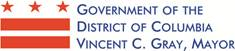 Government of the
District of Columbia
Vincent C. Gray, Mayor